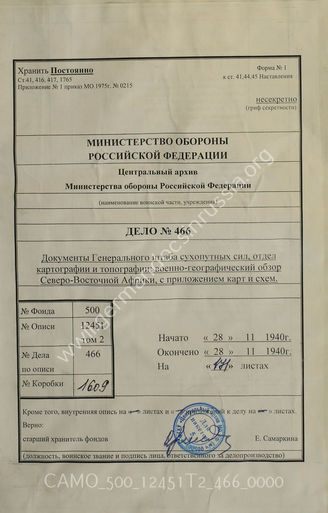 Хранить Постоянно
Форма № 1
Ст.41, 416, 417, 1765
к ст. 41,44,45 Наставления
Приложение № 1 приказ МО 1975г. № 0215
несекретно
(гриф секретности)
МИНИСТЕРСТВО ОБОРОНЫ
РОССИЙСКОЙ ФЕДЕРАЦИИ
Центральный архив
Министерства обороны Российской Федерации
(наименование воинской части, учреждения)
ДЕЛО № 466
Документы Генерального штаба сухопутных сил, отдел
картографии и топографии: военно-географический обзор
Северо-Восточной Африки, с приложением карт и схем.
№ Фонда 500
№ Описи 12451
том 2
№ Дела 466
по описи
№ Коробки 1609
Начато « 28 » 11 1940г.
Окончено « 28 » 11 1940г.
На « » листах
Кроме того, внутренняя опись на листах и к делу на листах.
Верно:
старший хранитель фондов Е. Самаркина
(должность, воинское звание и подпись лица, ответственного за делопроизводство)
CAMO_500_12451T2_466_0000